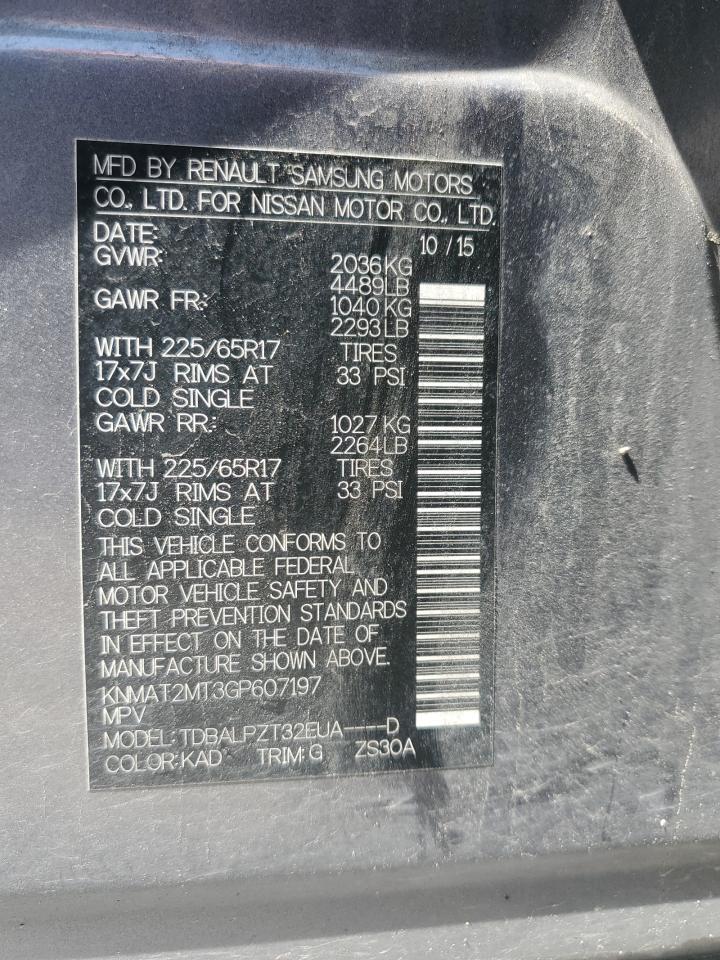 MFD BY RENAULT SAMSUNG MOTORS
CO., LTD. FOR NISSAN MOTOR CO., LTD.
DATE: 10 / 15
GVWR: 2036KG
4489LB
GAWR FR: 1040KG
2293LB
WITH 225/65R17 TIRES
17x7J RIMS AT 33 PSI
COLD SINGLE
GAWR RR: 1027KG
2264LB
WITH 225/65R17 TIRES
17x7J RIMS AT 33 PSI
COLD SINGLE
THIS VEHICLE CONFORMS TO
ALL APPLICABLE FEDERAL
MOTOR VEHICLE SAFETY AND
THEFT PREVENTION STANDARDS
IN EFFECT ON THE DATE OF
MANUFACTURE SHOWN ABOVE.
KNMAT2MT3GP607197
MPV
MODEL: TDBALPZT32EUA----D
COLOR: KAD TRIM: G ZS30A